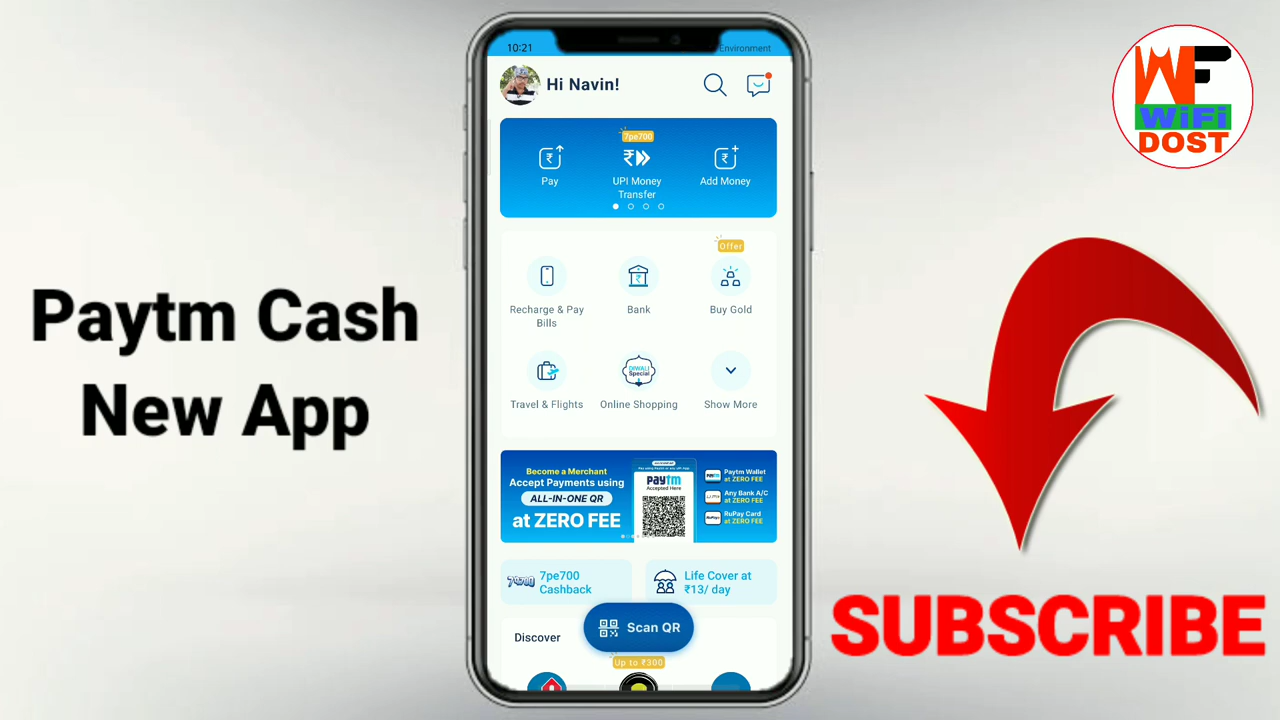 Paytm Cash
New App
10:21
Environment
Hi Navin!
7pe700
Pay
UPI Money
Transfer
Add Money
Offer
Recharge & Pay
Bills
Bank
Buy Gold
DIWALI
Special
Travel & Flights
Online Shopping
Show More
Become a Merchant
Accept Payments using
ALL-IN-ONE QR
at ZERO FEE
paytm
Accepted Here
Paytm Wallet
at ZERO FEE
Any Bank A/C
at ZERO FEE
RuPay Card
at ZERO FEE
7pe700
Cashback
Life Cover at
₹13/ day
Discover
Scan QR
Up to ₹300
WF
WiFi
DOST
SUBSCRIBE